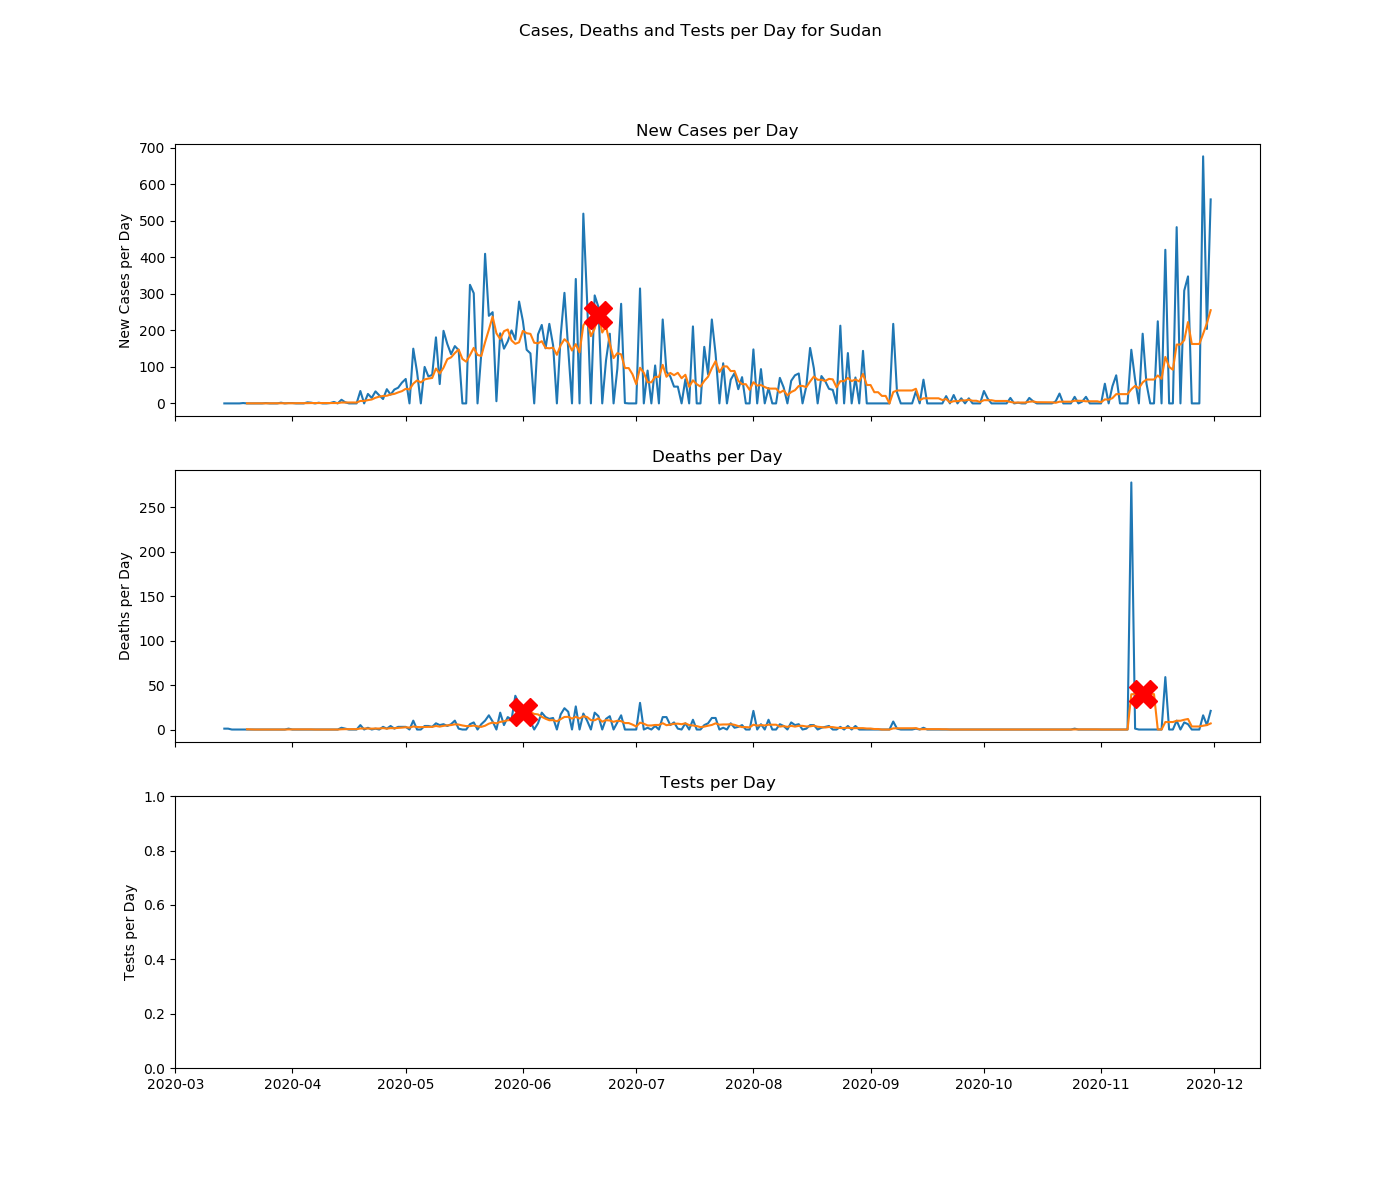 Cases, Deaths and Tests per Day for Sudan
New Cases per Day
New Cases per Day
700
600
500
400
300
200
100
0
Deaths per Day
Deaths per Day
250
200
150
100
50
0
Tests per Day
Tests per Day
1.0
0.8
0.6
0.4
0.2
0.0
2020-03 2020-04 2020-05 2020-06 2020-07 2020-08 2020-09 2020-10 2020-11 2020-12